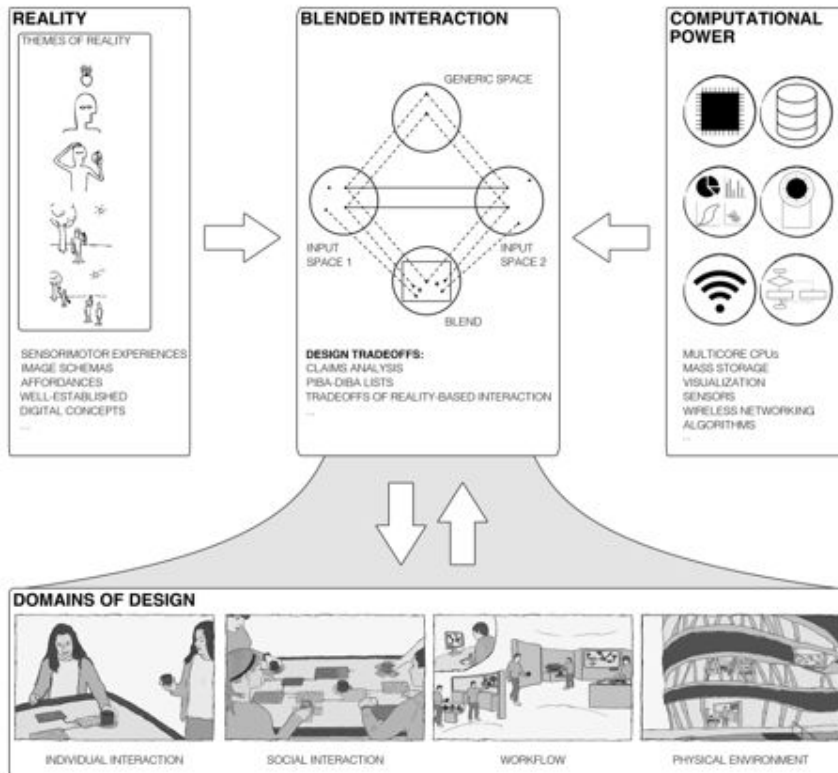 REALITY
THEMES OF REALITY
SENSORIMOTOR EXPERIENCES
IMAGE SCHEMAS
AFFORDANCES
WELL-ESTABLISHED
DIGITAL CONCEPTS
...
BLENDED INTERACTION
GENERIC SPACE
INPUT
SPACE 1
INPUT
SPACE 2
BLEND
DESIGN TRADEOFFS:
CLAIMS ANALYSIS
PIBA-DIBA LISTS
TRADEOFFS OF REALITY-BASED INTERACTION
...
COMPUTATIONAL
POWER
MULTICORE CPUs
MASS STORAGE
VISUALIZATION
SENSORS
WIRELESS NETWORKING
ALGORITHMS
...
DOMAINS OF DESIGN
INDIVIDUAL INTERACTION
SOCIAL INTERACTION
WORKFLOW
PHYSICAL ENVIRONMENT